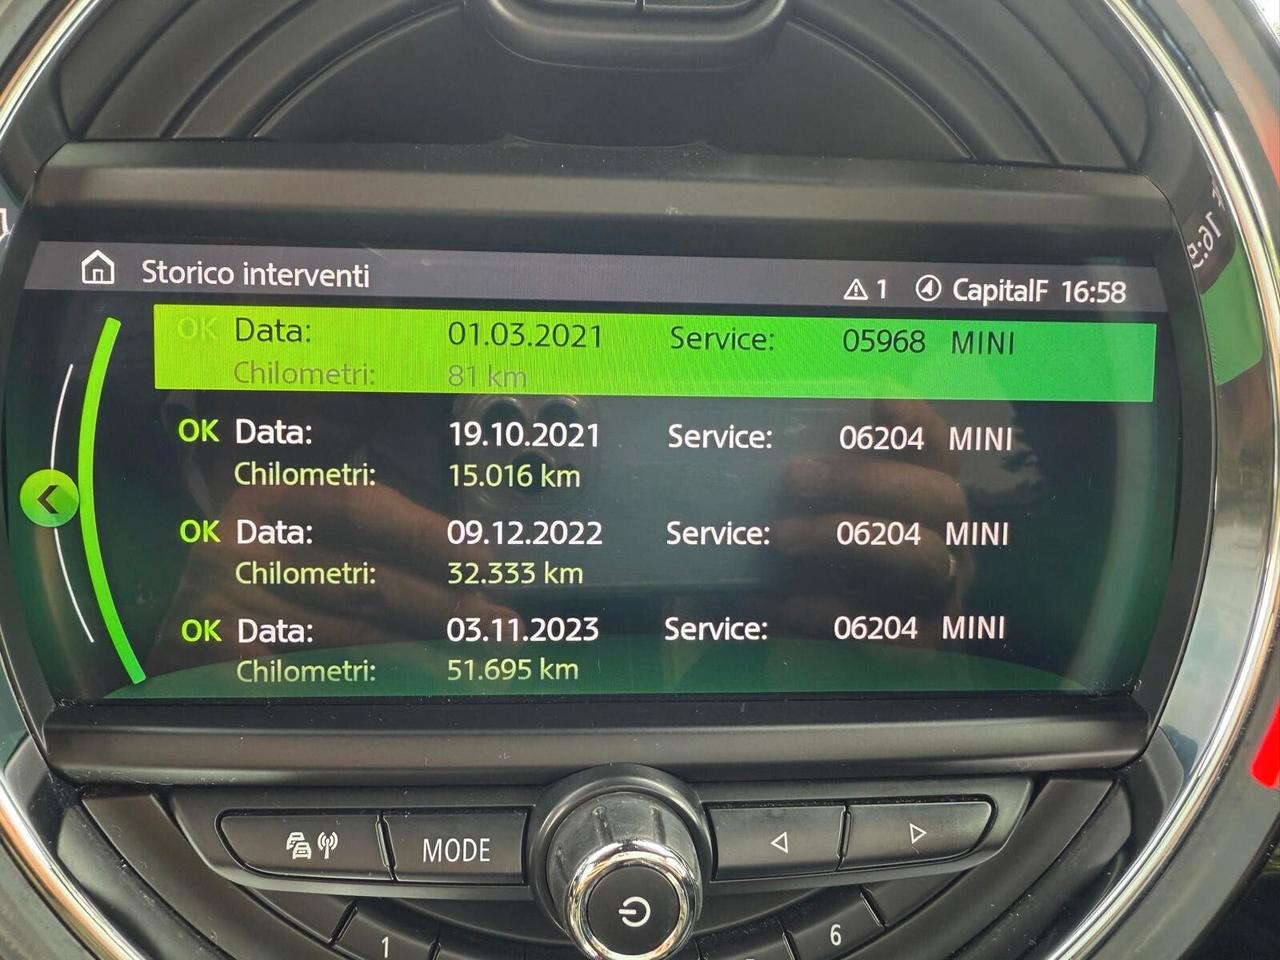 Storico interventi 1 CapitalF 16:58
OK Data: 01.03.2021 Service: 05968 MINI
Chilometri: 81 km
OK Data: 19.10.2021 Service: 06204 MINI
Chilometri: 15.016 km
OK Data: 09.12.2022 Service: 06204 MINI
Chilometri: 32.333 km
OK Data: 03.11.2023 Service: 06204 MINI
Chilometri: 51.695 km
MODE
1 6